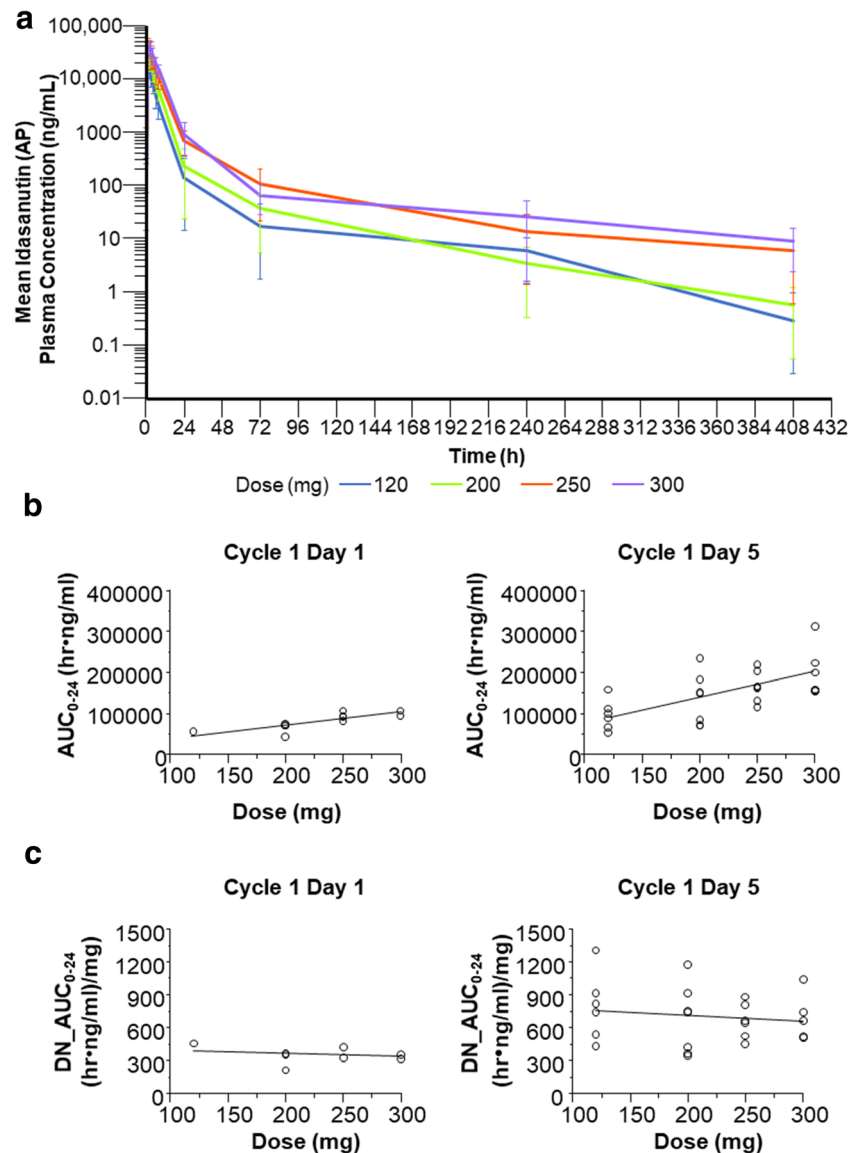 a
Mean Idasanutin (AP)
Plasma Concentration (ng/mL)
100,000
10,000
1000
100
10
1
0.1
0.01
0 24 48 72 96 120 144 168 192 216 240 264 288 312 336 360 384 408 432
Time (h)
Dose (mg) 120 200 250 300
b
Cycle 1 Day 1
AUC0-24 (hr•ng/ml)
400000
300000
200000
100000
0
100 150 200 250 300
Dose (mg)
Cycle 1 Day 5
AUC0-24 (hr•ng/ml)
400000
300000
200000
100000
0
100 150 200 250 300
Dose (mg)
c
Cycle 1 Day 1
DN_AUC0-24
(hr•ng/ml)/mg)
1500
1200
900
600
300
0
100 150 200 250 300
Dose (mg)
Cycle 1 Day 5
DN_AUC0-24
(hr•ng/ml)/mg)
1500
1200
900
600
300
0
100 150 200 250 300
Dose (mg)